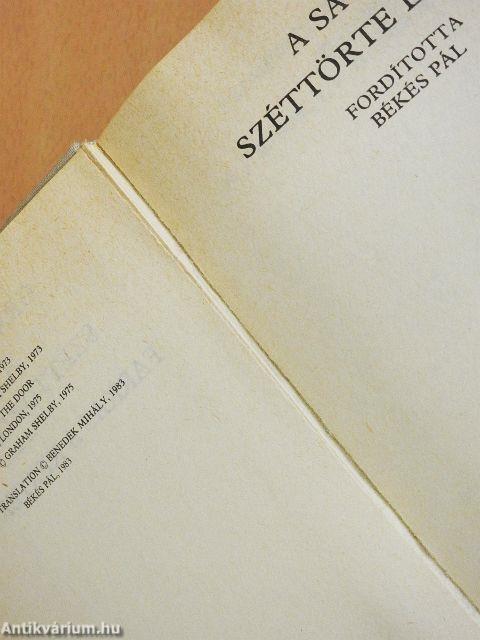 1973
SHELBY, 1973
THE DOOR
LONDON, 1975
© GRAHAM SHELBY, 1975
TRANSLATION © BENEDEK MIHÁLY, 1983
BÉKÉS PÁL, 1983
A SA
SZÉTTÖRTE
FORDÍTOTTA
BÉKÉS PÁL
Antikvárium.hu